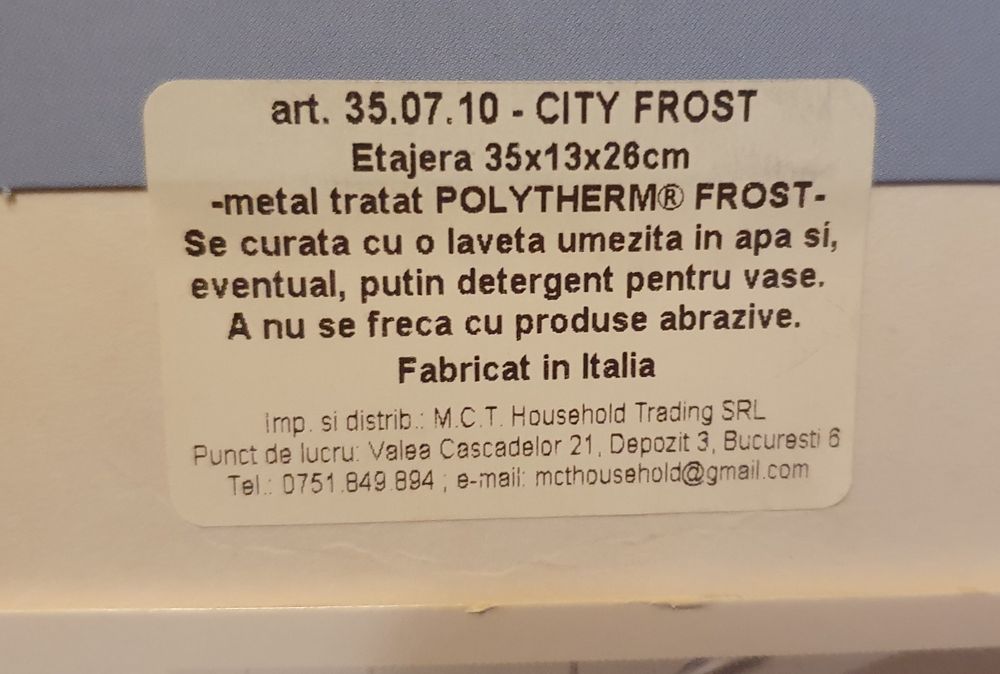 art. 35.07.10 - CITY FROST
Etajera 35x13x26cm
-metal tratat POLYTHERM® FROST-
Se curata cu o laveta umezita in apa si,
eventual, putin detergent pentru vase.
A nu se freca cu produse abrazive.
Fabricat in Italia
Imp. si distrib.: M.C.T. Household Trading SRL
Punct de lucru: Valea Cascadelor 21, Depozit 3, Bucuresti 6
Tel.: 0751.849.894 ; e-mail: mcthousehold@gmail.com